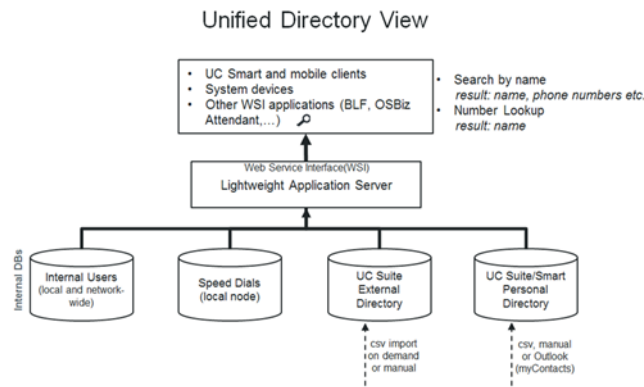 Unified Directory View
• UC Smart and mobile clients
• System devices
• Other WSI applications (BLF, OSBiz
Attendant,...)
• Search by name
result: name, phone numbers etc.
• Number Lookup
result: name
Web Service Interface(WSI)
Lightweight Application Server
Internal DBs
Internal Users
(local and network-
wide)
Speed Dials
(local node)
UC Suite
External
Directory
UC Suite/Smart
Personal
Directory
csv import
on demand
or manual
csv, manual
or Outlook
(myContacts)